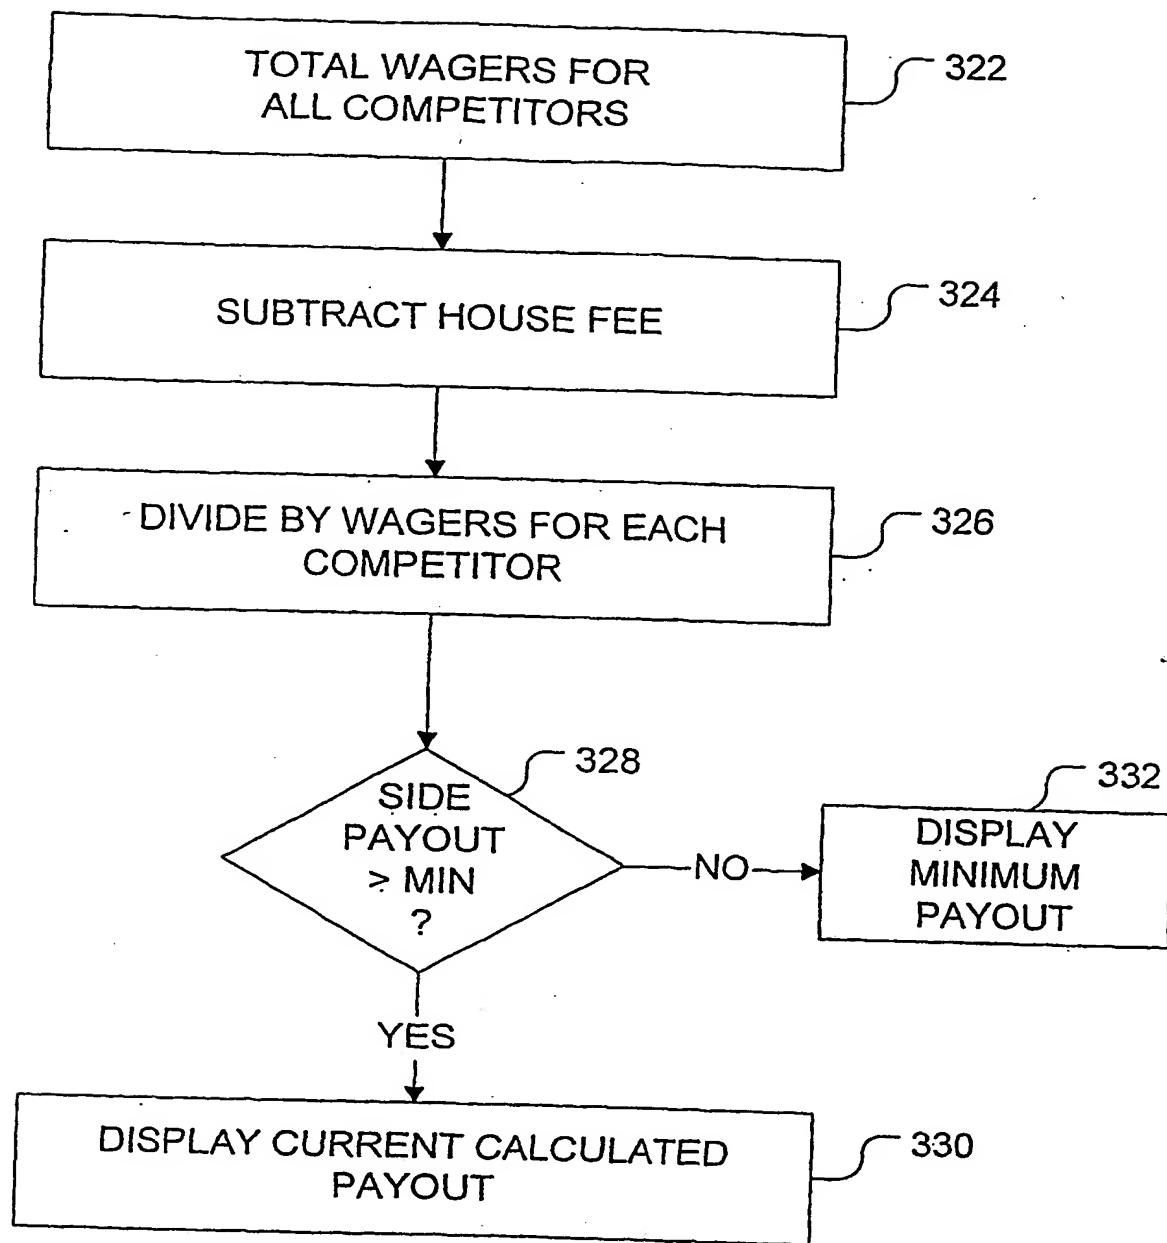 TOTAL WAGERS FOR
ALL COMPETITORS
322
SUBTRACT HOUSE FEE
324
DIVIDE BY WAGERS FOR EACH
COMPETITOR
326
328
SIDE
PAYOUT
> MIN
?
NO
332
DISPLAY
MINIMUM
PAYOUT
YES
DISPLAY CURRENT CALCULATED
PAYOUT
330